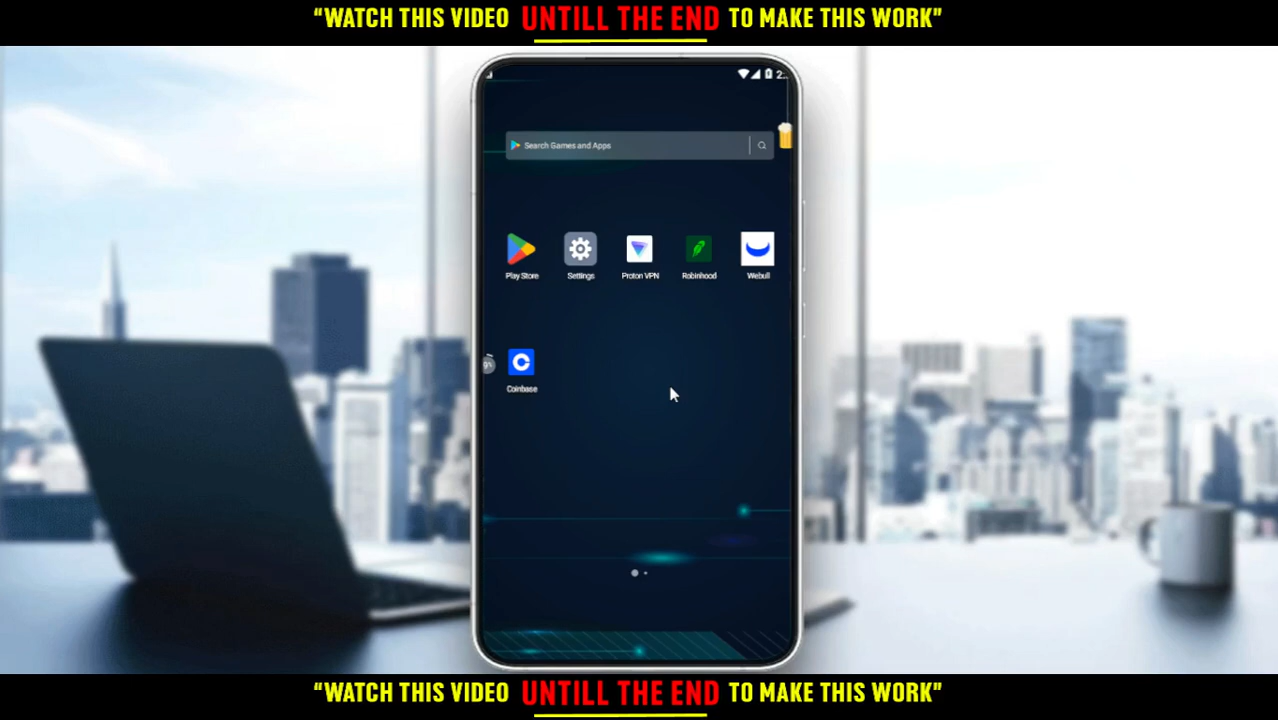 “WATCH THIS VIDEO UNTILL THE END TO MAKE THIS WORK”
2:
Search Games and Apps
Play Store Settings Proton VPN Robinhood Webull
Coinbase
“WATCH THIS VIDEO UNTILL THE END TO MAKE THIS WORK”